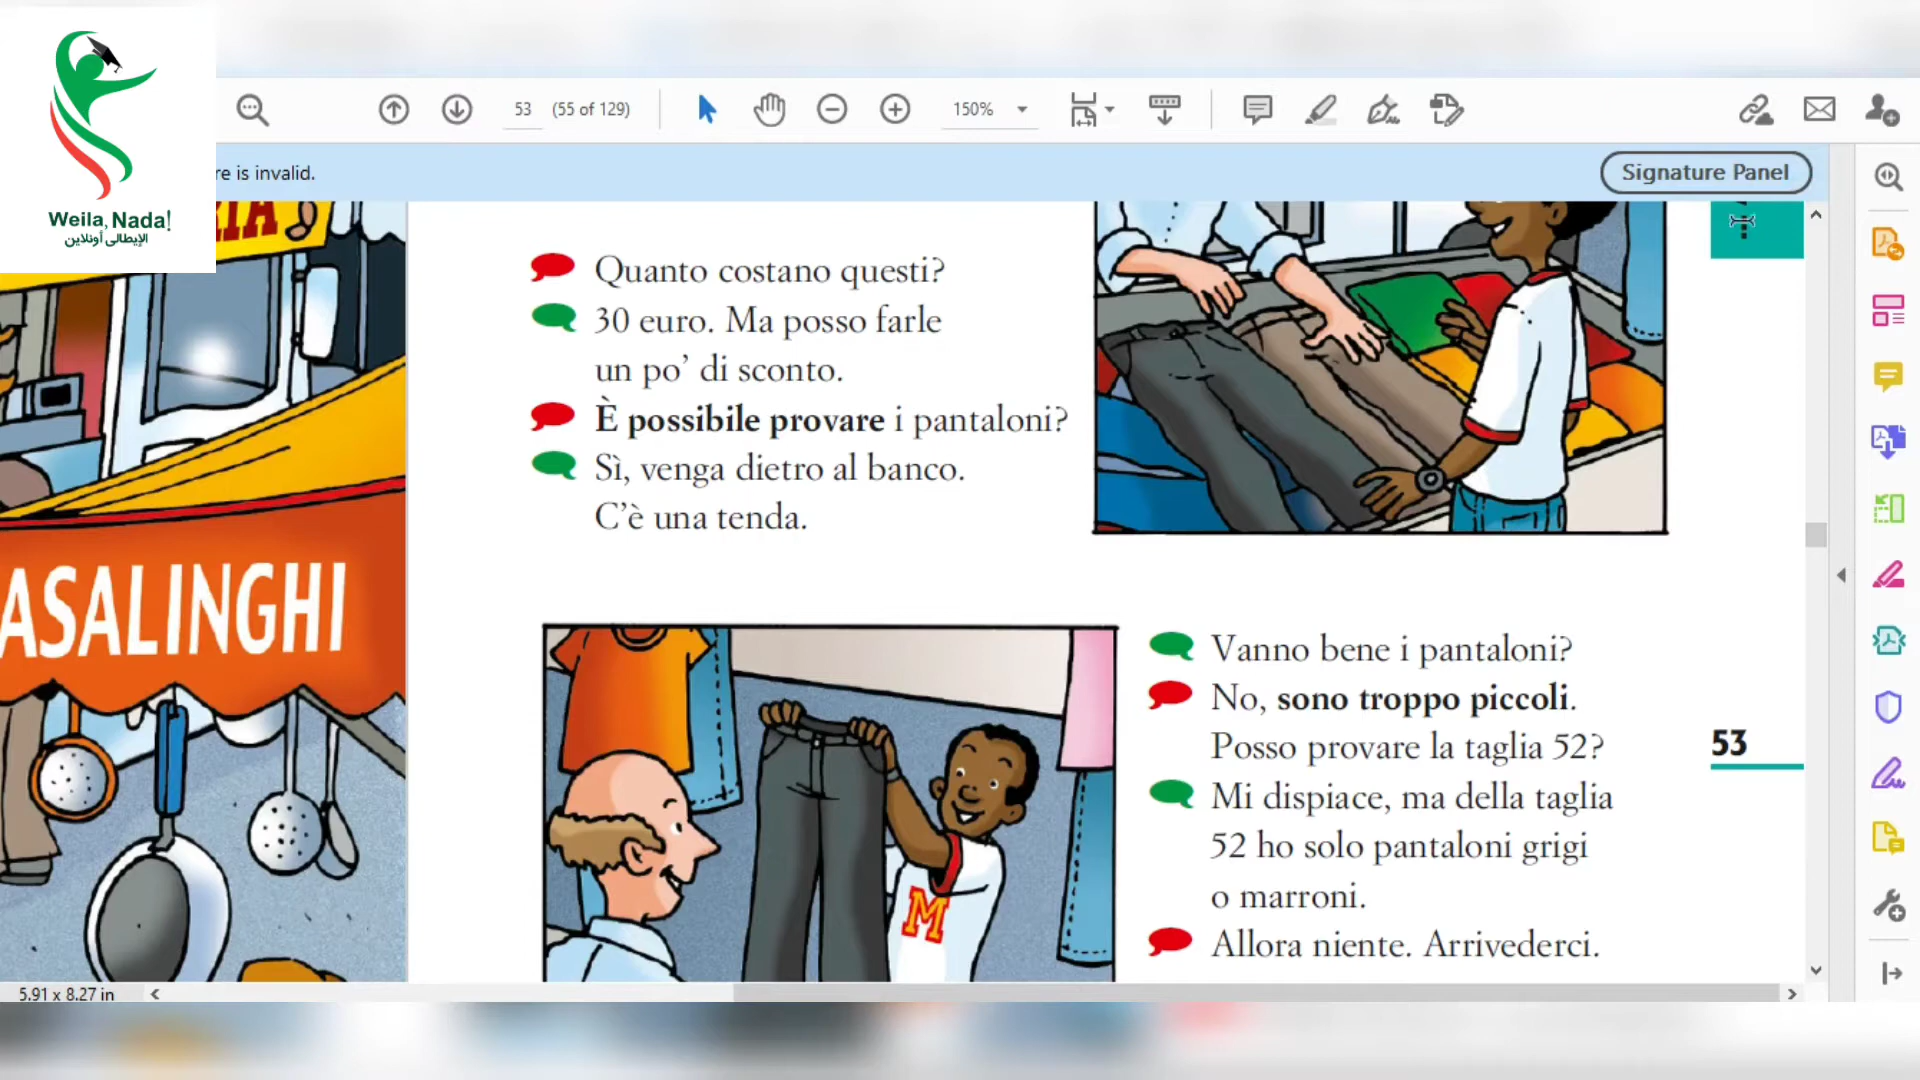 Weila, Nada!
الإيطالي أونلاين
53 (55 of 129)
150%
re is invalid.
Signature Panel
RIA
ASALINGHI
Quanto costano questi?
30 euro. Ma posso farle
un po’ di sconto.
È possibile provare i pantaloni?
Sì, venga dietro al banco.
C’è una tenda.
M
Vanno bene i pantaloni?
No, sono troppo piccoli.
Posso provare la taglia 52?
Mi dispiace, ma della taglia
52 ho solo pantaloni grigi
o marroni.
Allora niente. Arrivederci.
53
5.91 x 8.27 in